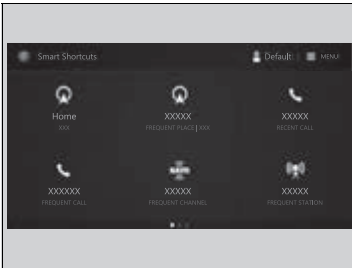 Smart Shortcuts
Default
MENU
Home
XXX
XXXXX
FREQUENT PLACE | XXX
XXXXX
RECENT CALL
XXXXXX
FREQUENT CALL
XXXXX
FREQUENT CHANNEL
XXXXX
FREQUENT STATION